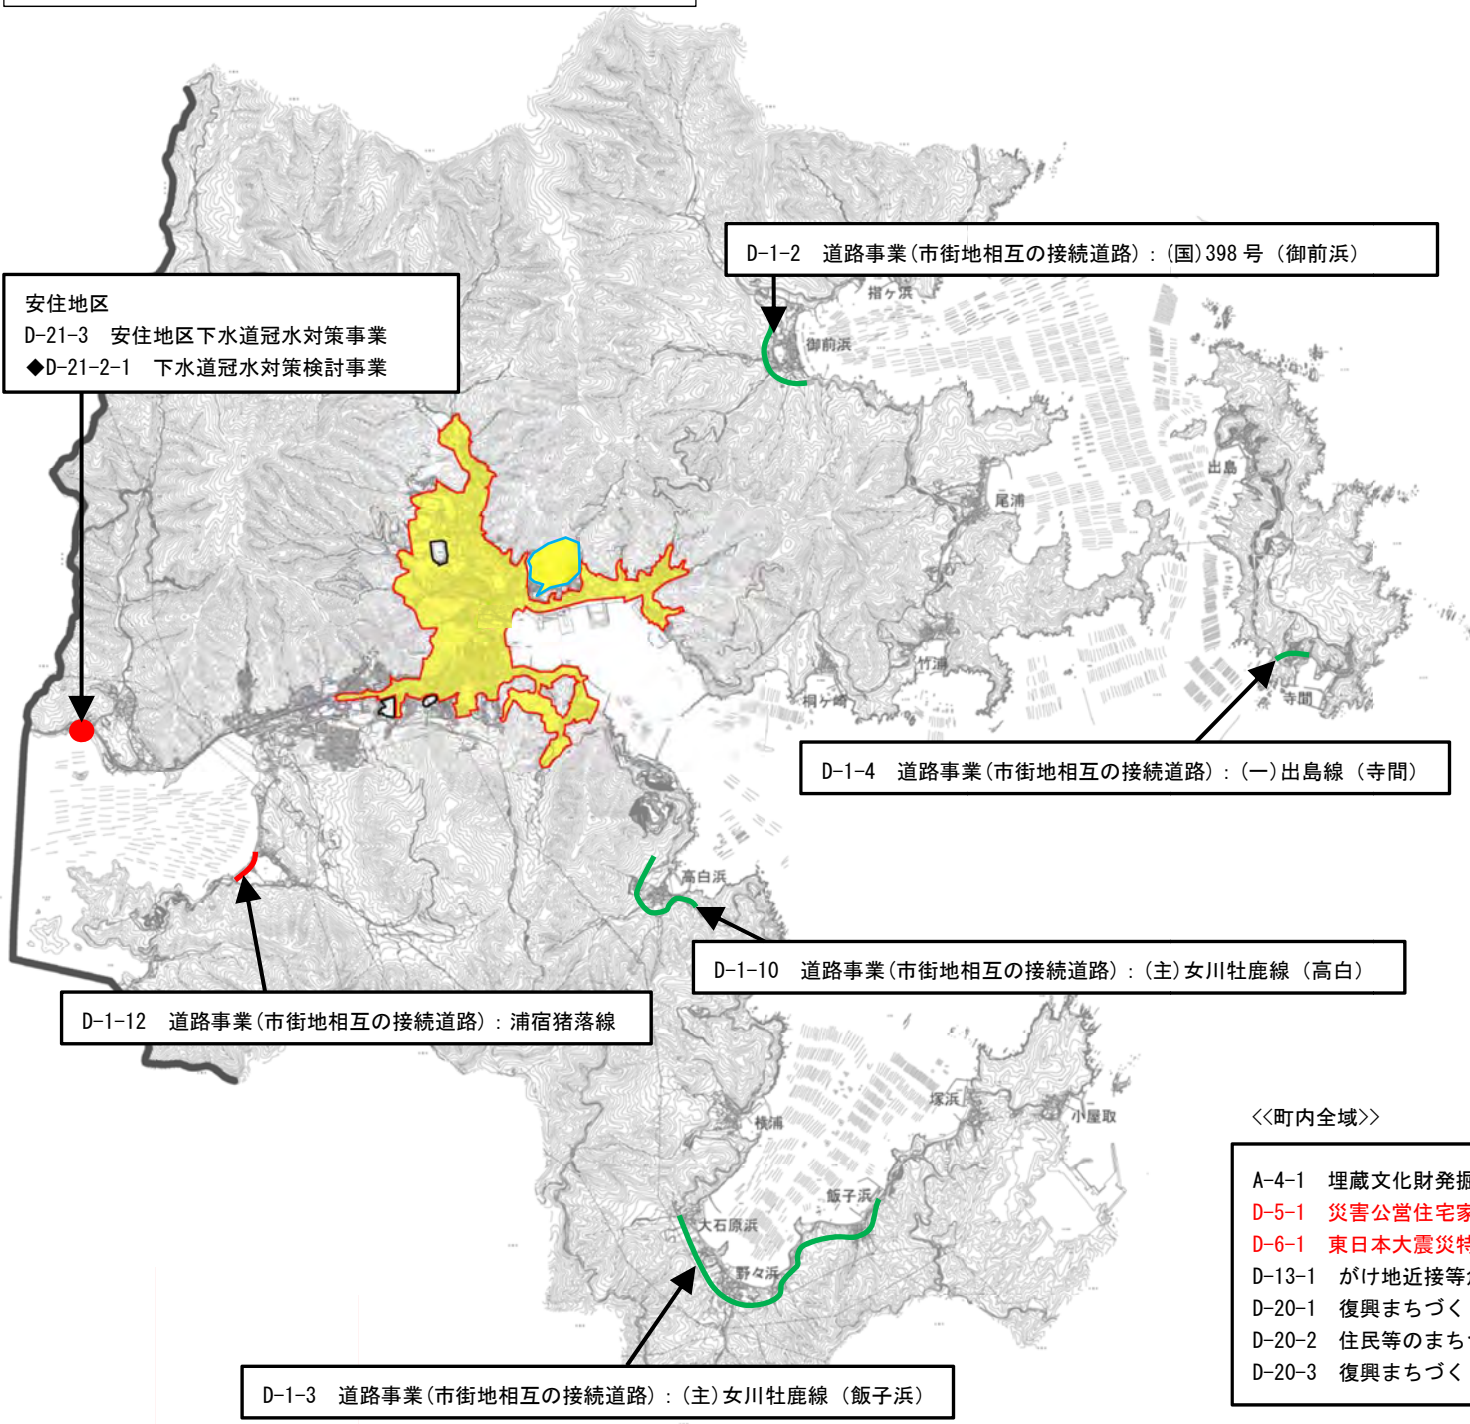 D-1-2　道路事業(市街地相互の接続道路)：(国)398 号（御前浜）
指ケ浜
御前浜
安住地区
D-21-3　安住地区下水道冠水対策事業
◆D-21-2-1　下水道冠水対策検討事業
出島
尾浦
竹浦
桐ケ崎
寺間
D-1-4　道路事業(市街地相互の接続道路)：(一)出島線（寺間）
高白浜
D-1-10　道路事業(市街地相互の接続道路)：(主)女川牡鹿線（高白）
D-1-12　道路事業(市街地相互の接続道路)：浦宿猪落線
塚浜
小屋取
横浦
飯子浜
大石原浜
野々浜
D-1-3　道路事業(市街地相互の接続道路)：(主)女川牡鹿線（飯子浜）
<<町内全域>>
A-4-1　埋蔵文化財発掘
D-5-1　災害公営住宅家
D-6-1　東日本大震災特
D-13-1　がけ地近接等
D-20-1　復興まちづく
D-20-2　住民等のまち
D-20-3　復興まちづく